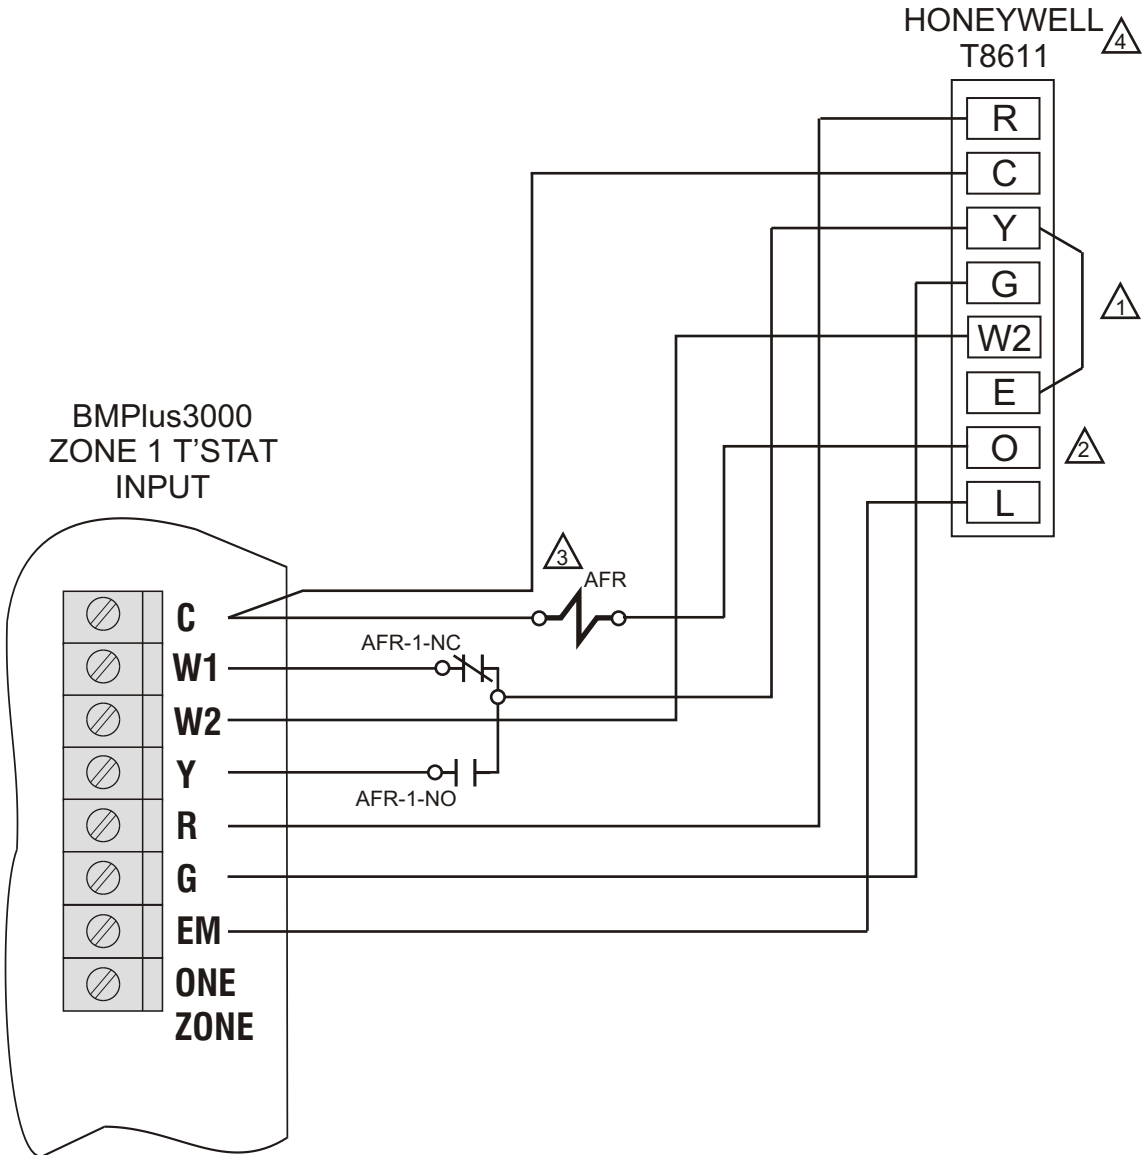 HONEYWELL
T8611
4
R
C
Y
G
1
W2
E
O
2
L
BMPlus3000
ZONE 1 T'STAT
INPUT
3
AFR
C
AFR-1-NC
W1
W2
Y
AFR-1-NO
R
G
EM
ONE
ZONE